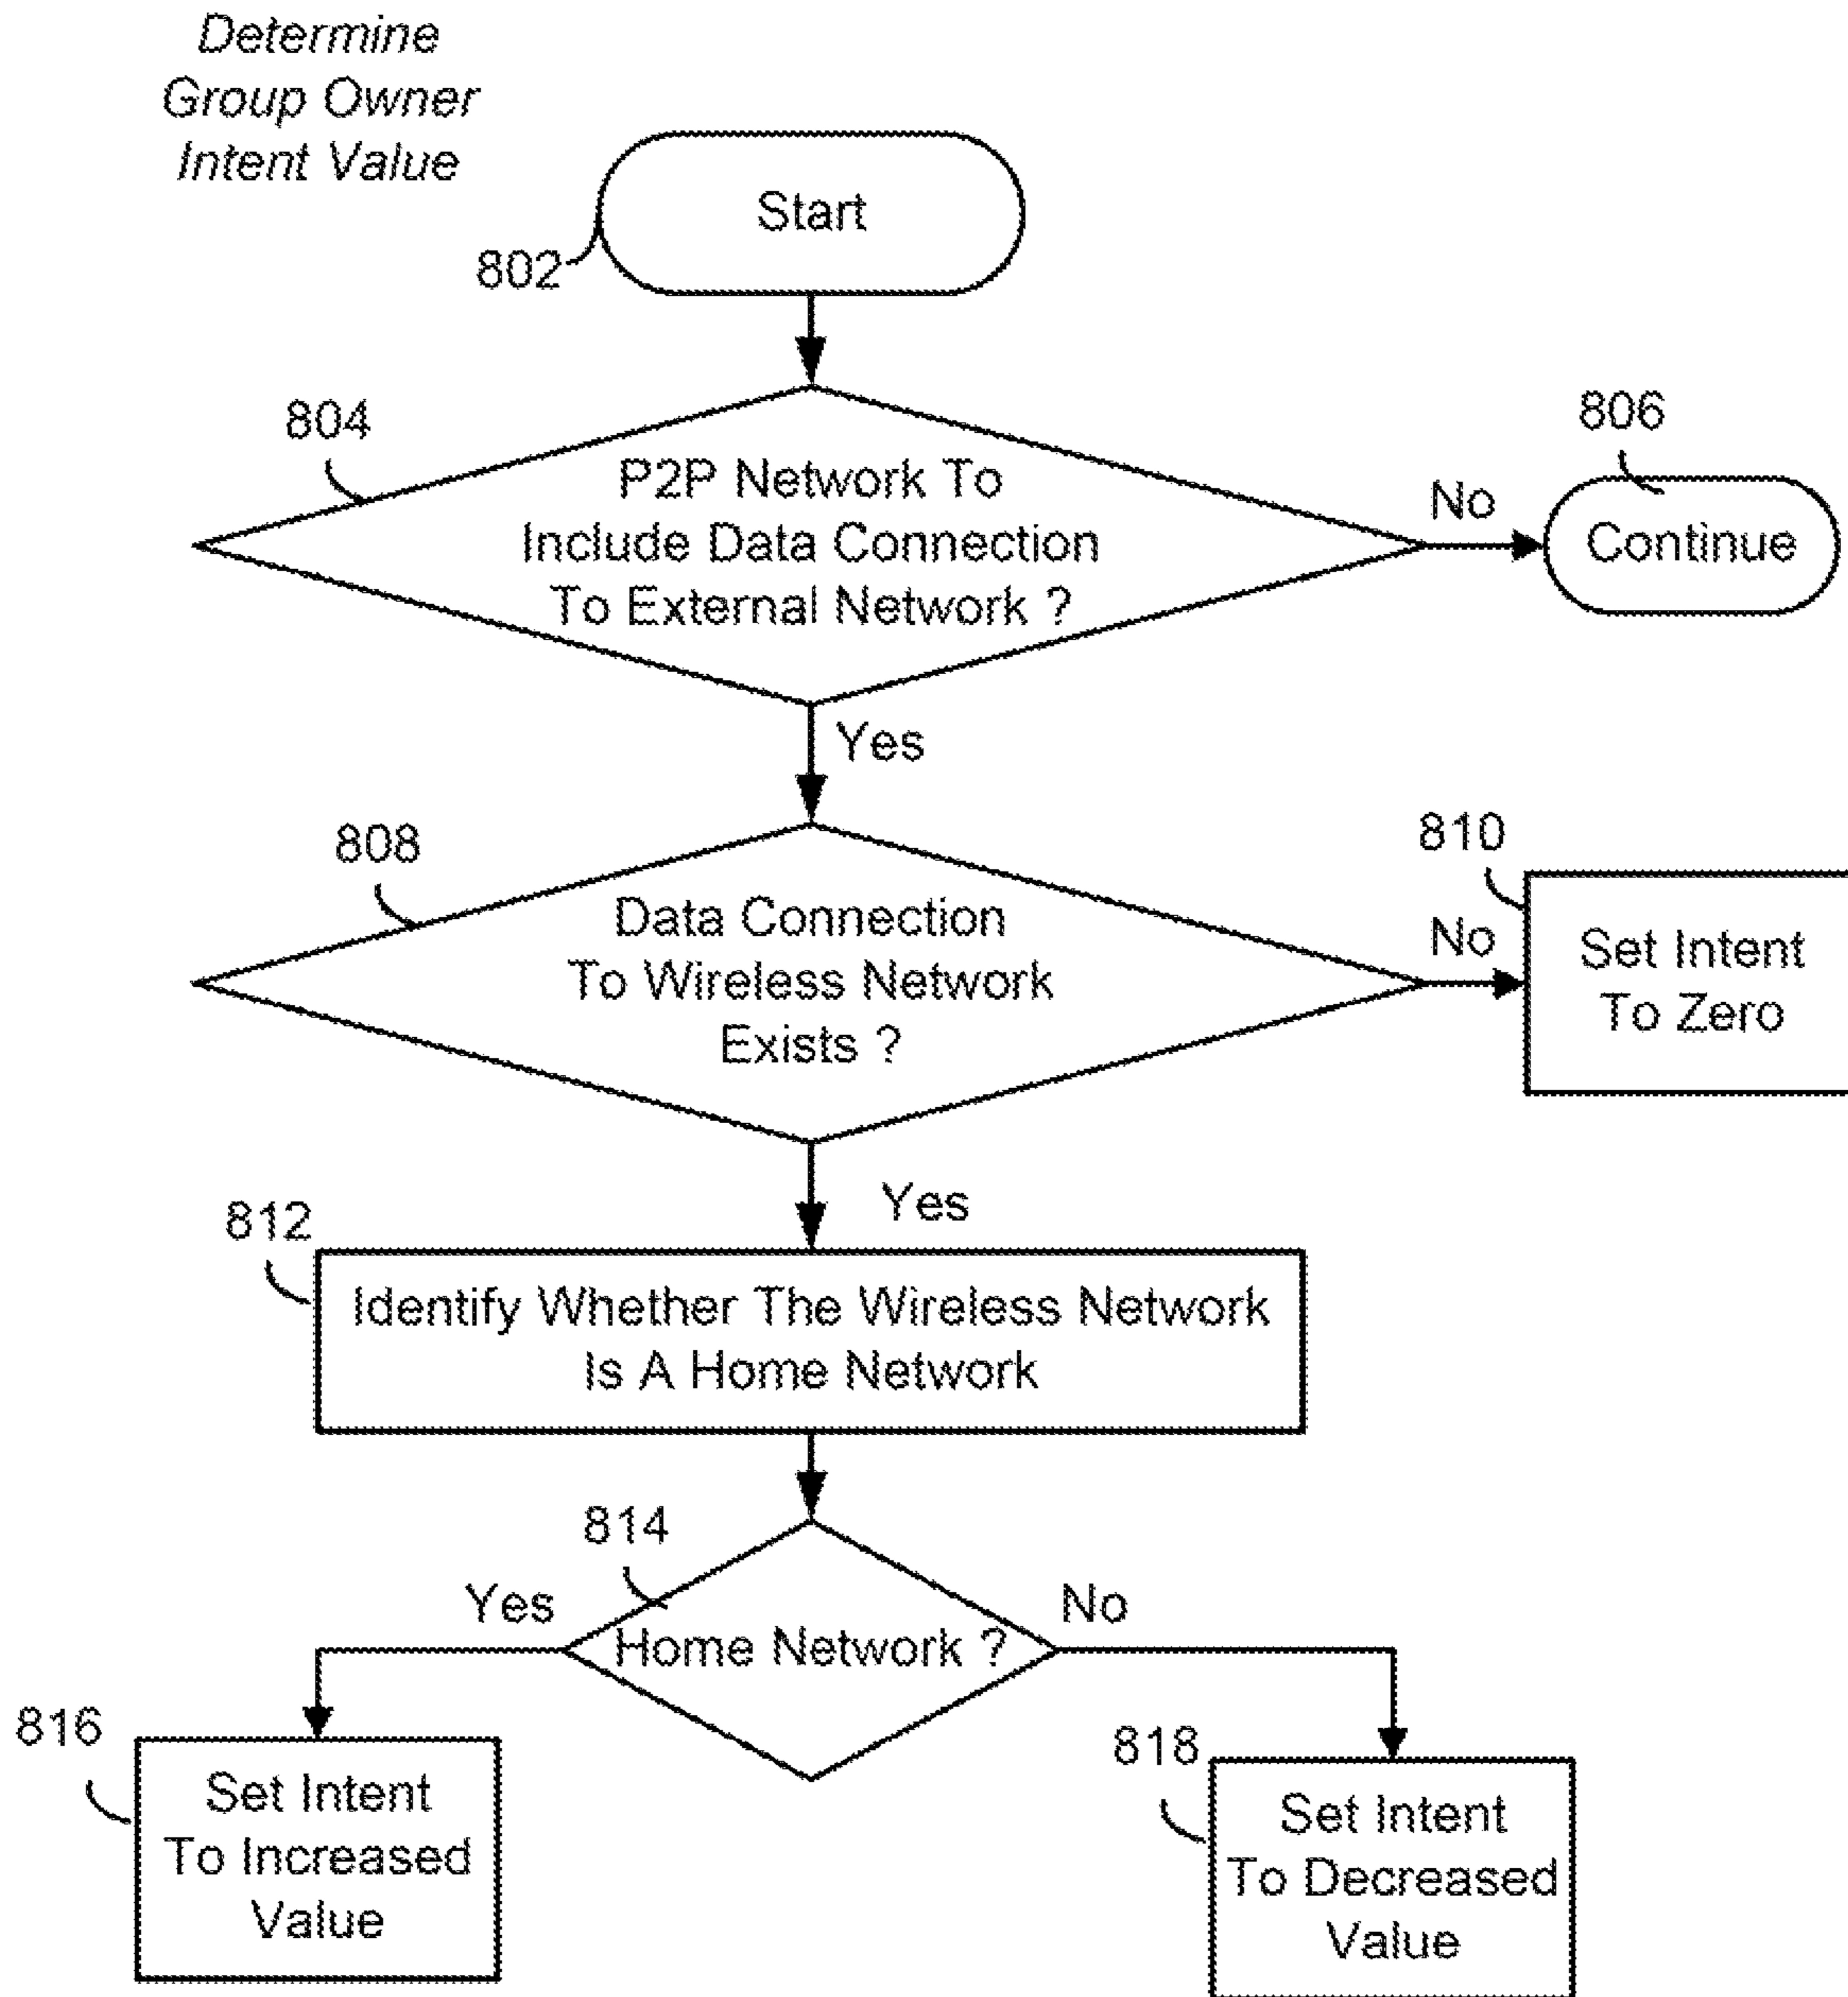 Determine
Group Owner
Intent Value
Start
802
804
P2P Network To
Include Data Connection
To External Network ?
No
806
Continue
Yes
808
Data Connection
To Wireless Network
Exists ?
No
810
Set Intent
To Zero
Yes
812
Identify Whether The Wireless Network
Is A Home Network
814
Home Network ?
Yes
No
816
Set Intent
To Increased
Value
818
Set Intent
To Decreased
Value